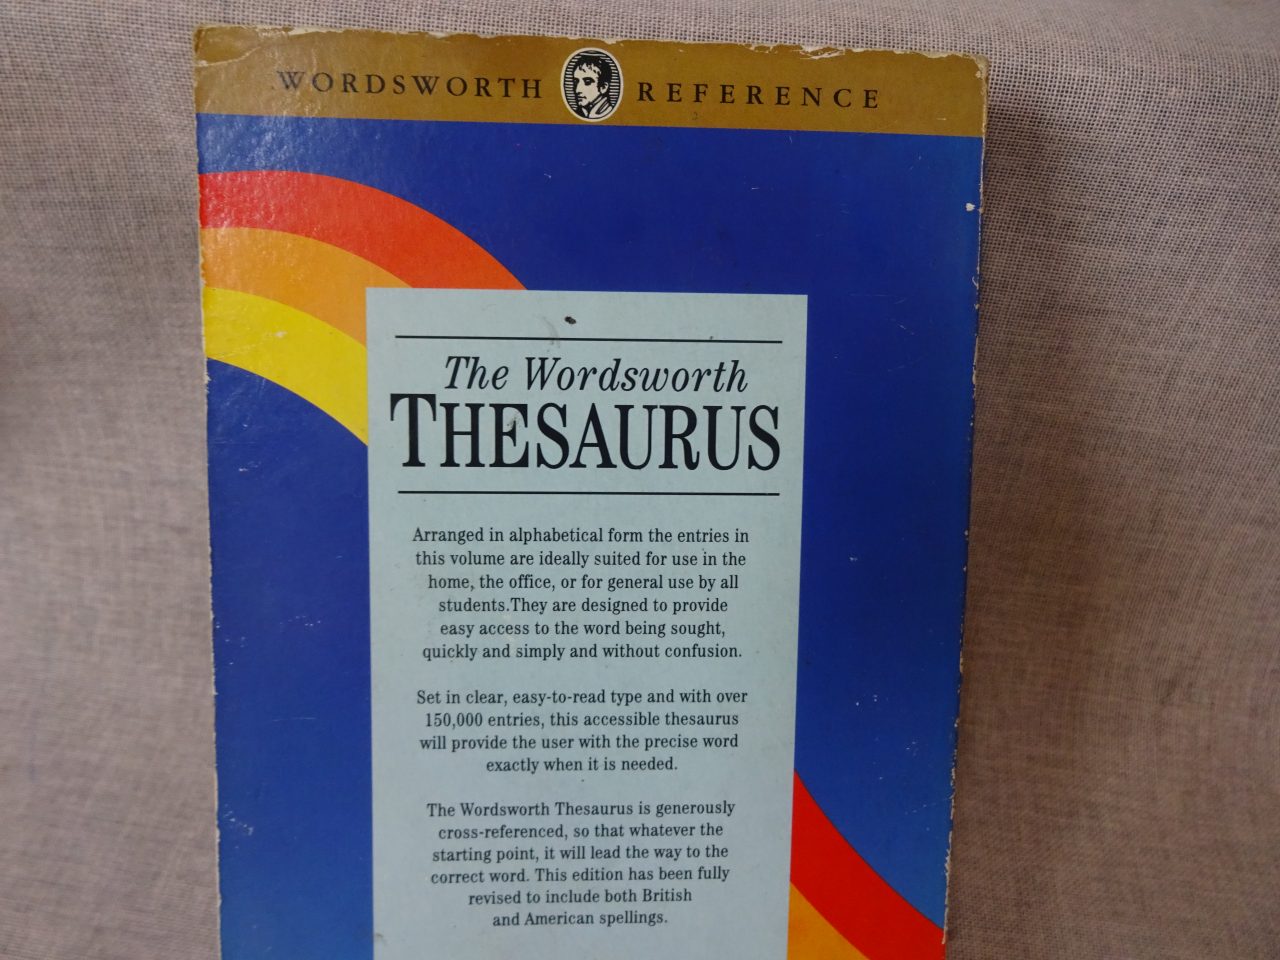 WORDSWORTH REFERENCE
The Wordsworth
THESAURUS
Arranged in alphabetical form the entries in
this volume are ideally suited for use in the
home, the office, or for general use by all
students.They are designed to provide
easy access to the word being sought,
quickly and simply and without confusion.
Set in clear, easy-to-read type and with over
150,000 entries, this accessible thesaurus
will provide the user with the precise word
exactly when it is needed.
The Wordsworth Thesaurus is generously
cross-referenced, so that whatever the
starting point, it will lead the way to the
correct word. This edition has been fully
revised to include both British
and American spellings.